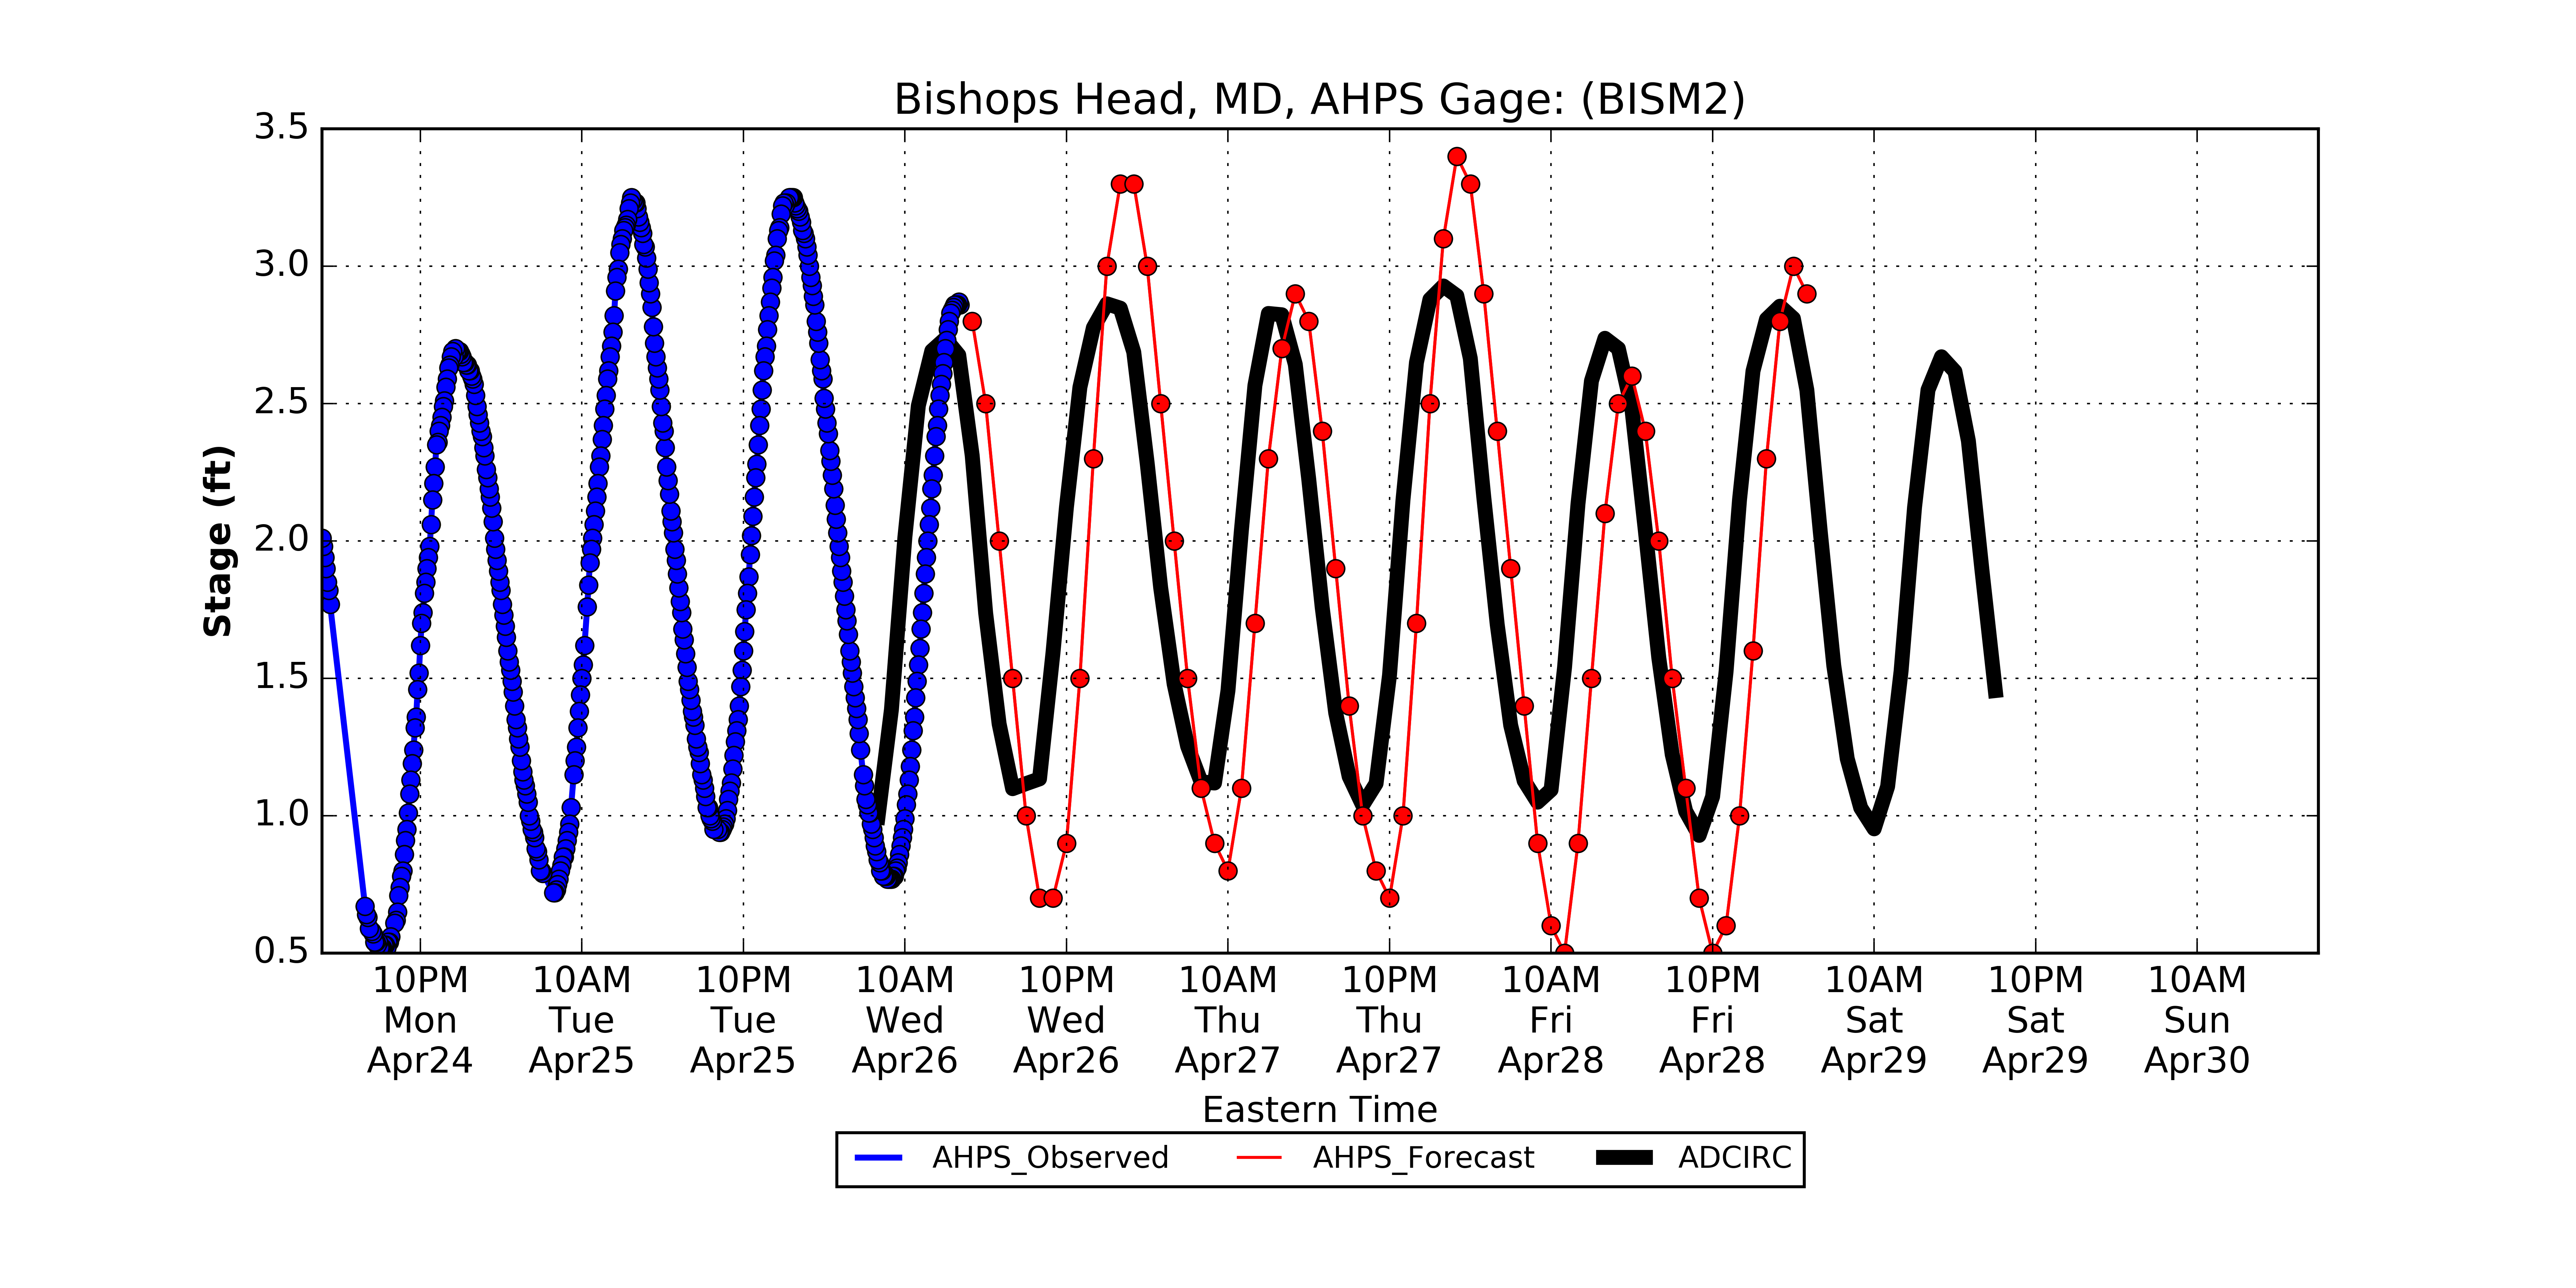 Bishops Head, MD, AHPS Gage: (BISM2)
3.5
3.0
2.5
2.0
1.5
1.0
0.5
Stage (ft)
10PM 10AM 10PM 10AM 10PM 10AM 10PM 10AM 10PM 10AM 10PM 10AM
Mon Tue Tue Wed Wed Thu Thu Fri Fri Sat Sat Sun
Apr24 Apr25 Apr25 Apr26 Apr26 Apr27 Apr27 Apr28 Apr28 Apr29 Apr29 Apr30
Eastern Time
AHPS_Observed AHPS_Forecast ADCIRC